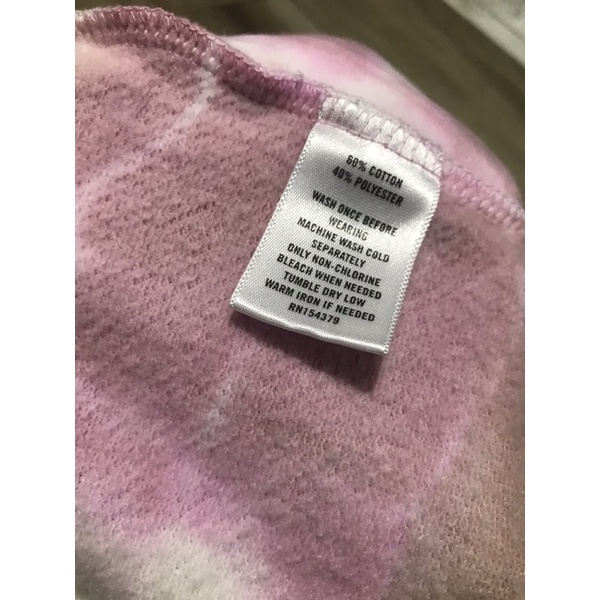 60% COTTON
40% POLYESTER
WASH ONCE BEFORE
WEARING
MACHINE WASH COLD
SEPARATELY
ONLY NON-CHLORINE
BLEACH WHEN NEEDED
TUMBLE DRY LOW
WARM IRON IF NEEDED
RN154379